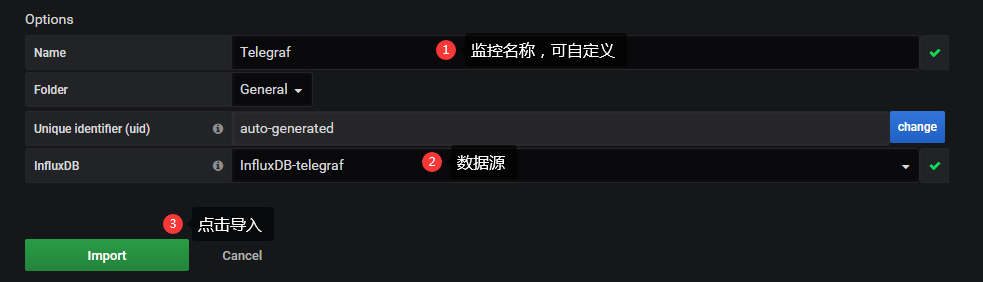 Options
Name Telegraf 1 监控名称，可自定义
Folder General
Unique identifier (uid) auto-generated change
InfluxDB InfluxDB-telegraf 2 数据源
3 点击导入
Import Cancel